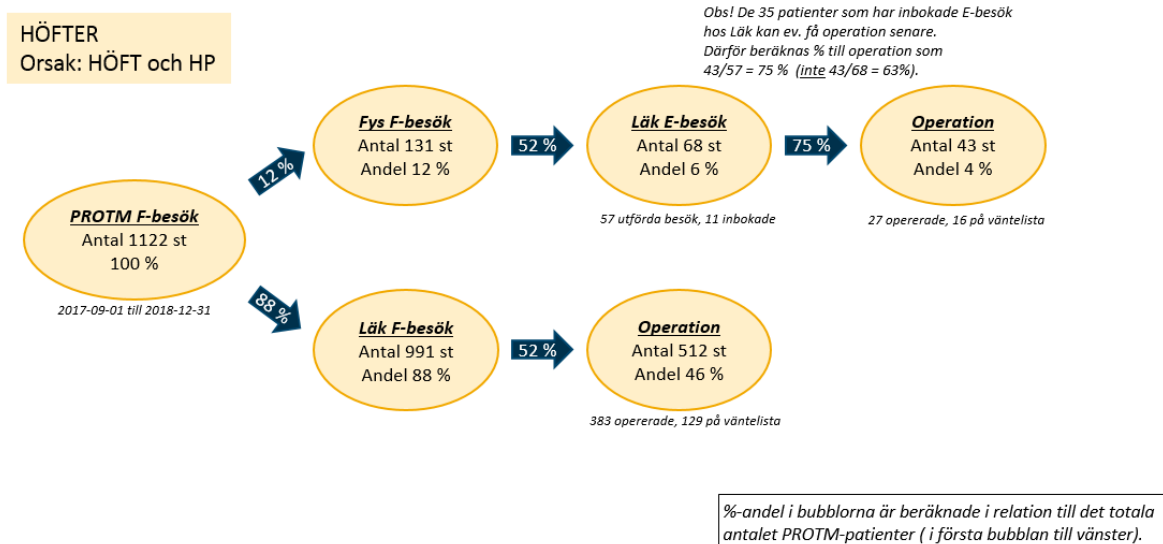 HÖFTER
Orsak: HÖFT och HP
Obs! De 35 patienter som har inbokade E-besök
hos Läk kan ev. få operation senare.
Därför beräknas % till operation som
43/57 = 75 % (inte 43/68 = 63%).
PROTM F-besök
Antal 1122 st
100 %
2017-09-01 till 2018-12-31
12 %
Fys F-besök
Antal 131 st
Andel 12 %
52 %
Läk E-besök
Antal 68 st
Andel 6 %
57 utförda besök, 11 inbokade
75 %
Operation
Antal 43 st
Andel 4 %
27 opererade, 16 på väntelista
88 %
Läk F-besök
Antal 991 st
Andel 88 %
52 %
Operation
Antal 512 st
Andel 46 %
383 opererade, 129 på väntelista
%-andel i bubblorna är beräknade i relation till det totala
antalet PROTM-patienter ( i första bubblan till vänster).